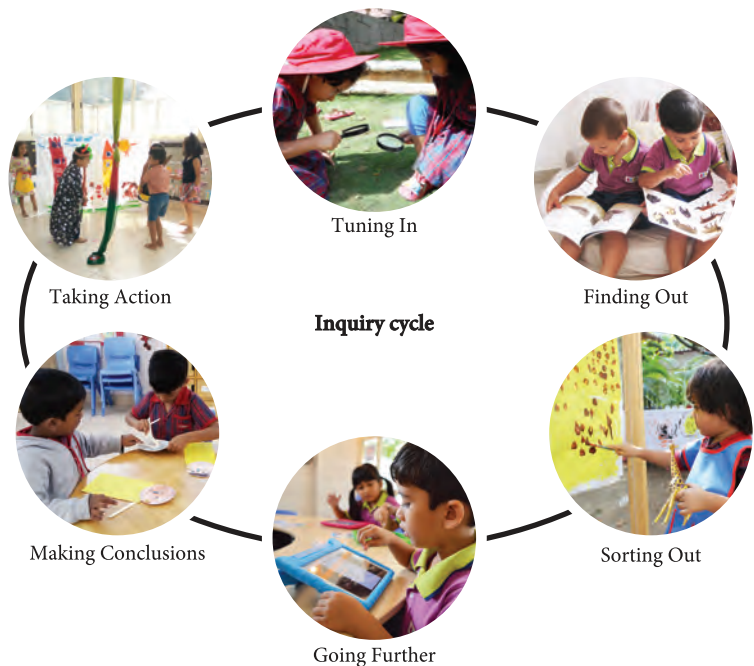 Tuning In
Finding Out
Sorting Out
Going Further
Making Conclusions
Taking Action
Inquiry cycle